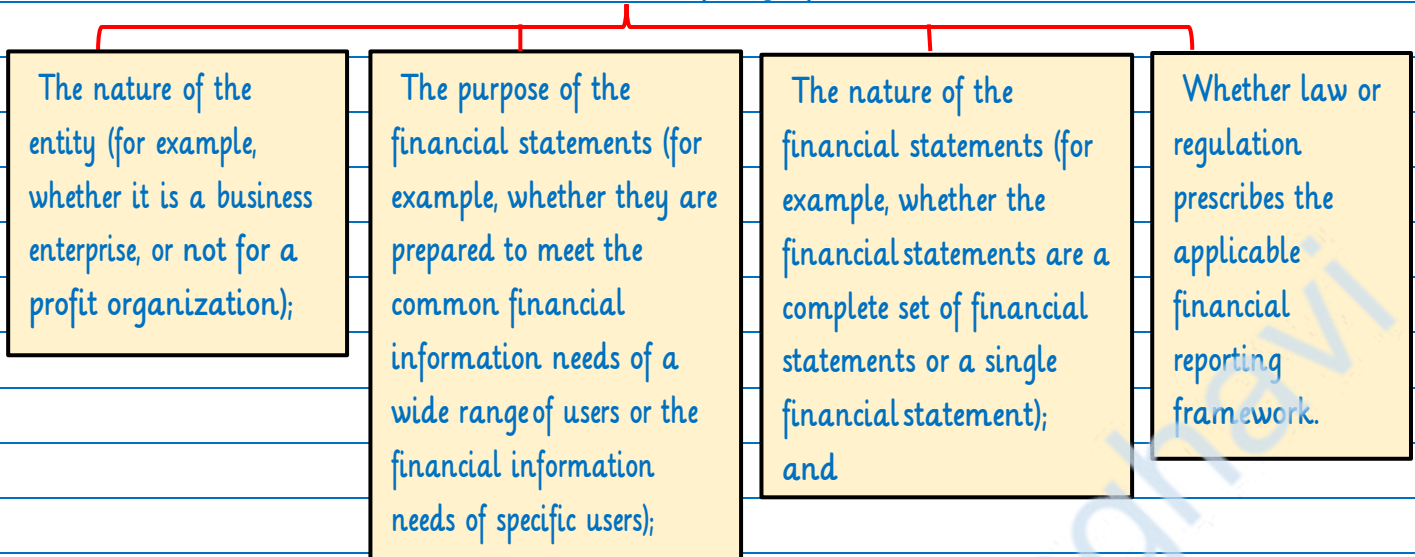 The nature of the
entity (for example,
whether it is a business
enterprise, or not for a
profit organization);
The purpose of the
financial statements (for
example, whether they are
prepared to meet the
common financial
information needs of a
wide range of users or the
financial information
needs of specific users);
The nature of the
financial statements (for
example, whether the
financial statements are a
complete set of financial
statements or a single
financial statement);
and
Whether law or
regulation
prescribes the
applicable
financial
reporting
framework.